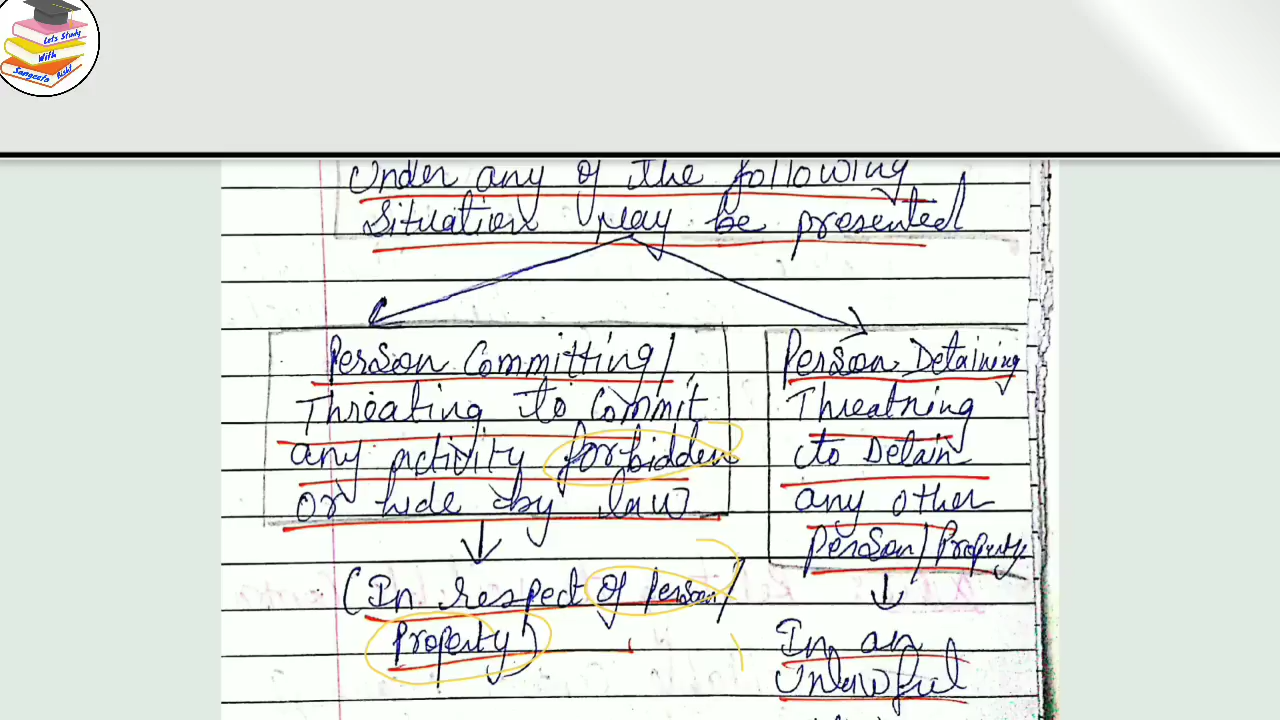 Lets Study
With
Sangeeta Bisht
Under any of the following
situation may be presented
Person Committing/
Threating to Commit
any activity forbidden
or hide by law
(In respect of person/
Property)
Person Detaining
Threatning
to Detain
any other
Person/Property
In an
Unlawful